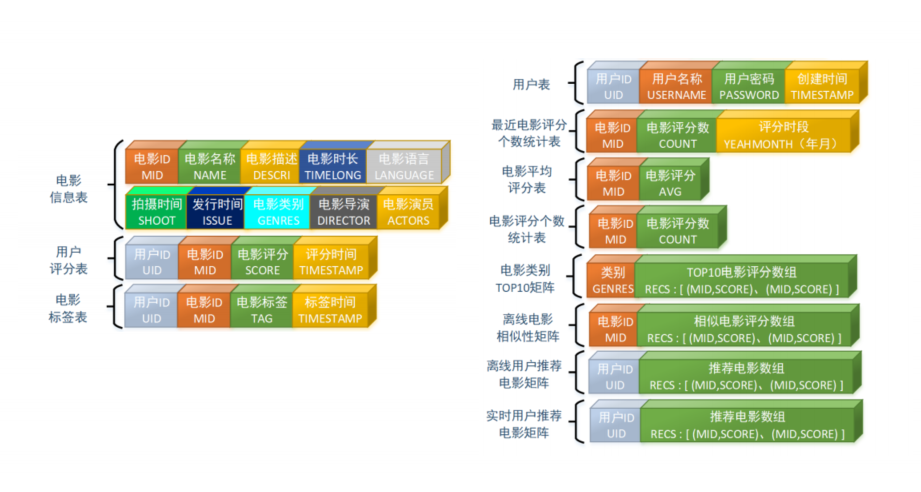 电影
信息表
电影ID 电影名称 电影描述 电影时长 电影语言
MID NAME DESCRI TIMELONG LANGUAGE
拍摄时间 发行时间 电影类别 电影导演 电影演员
SHOOT ISSUE GENRES DIRECTOR ACTORS
用户
评分表
用户ID 电影ID 电影评分 评分时间
UID MID SCORE TIMESTAMP
电影
标签表
用户ID 电影ID 电影标签 标签时间
UID MID TAG TIMESTAMP
用户表
用户ID 用户名称 用户密码 创建时间
UID USERNAME PASSWORD TIMESTAMP
最近电影评分
个数统计表
电影ID 电影评分数 评分时段
MID COUNT YEAHMONTH（年月）
电影平均
评分表
电影ID 电影评分
MID AVG
电影评分个数
统计表
电影ID 电影评分数
MID COUNT
电影类别
TOP10矩阵
类别 TOP10电影评分数组
GENRES RECS : [ (MID,SCORE)、(MID,SCORE) ]
离线电影
相似性矩阵
电影ID 相似电影评分数组
MID RECS : [ (MID,SCORE)、(MID,SCORE) ]
离线用户推荐
电影矩阵
用户ID 推荐电影数组
UID RECS : [ (MID,SCORE)、(MID,SCORE) ]
实时用户推荐
电影矩阵
用户ID 推荐电影数组
UID RECS : [ (MID,SCORE)、(MID,SCORE) ]